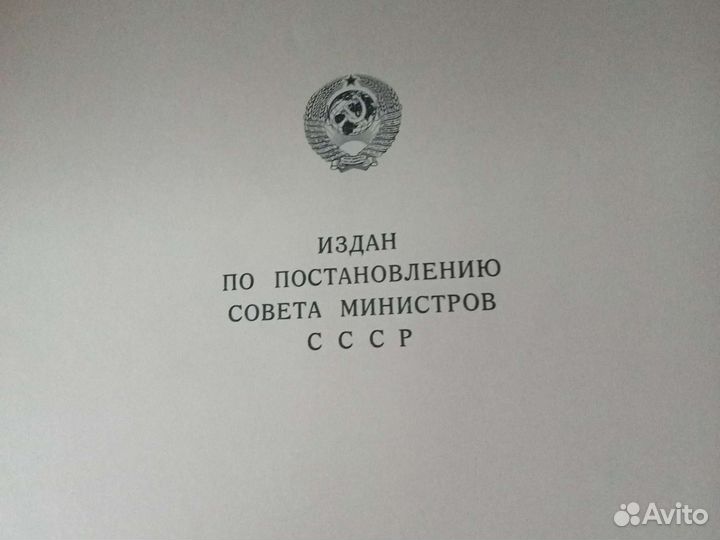 ИЗДАН
ПО ПОСТАНОВЛЕНИЮ
СОВЕТА МИНИСТРОВ
С С С Р
Avito